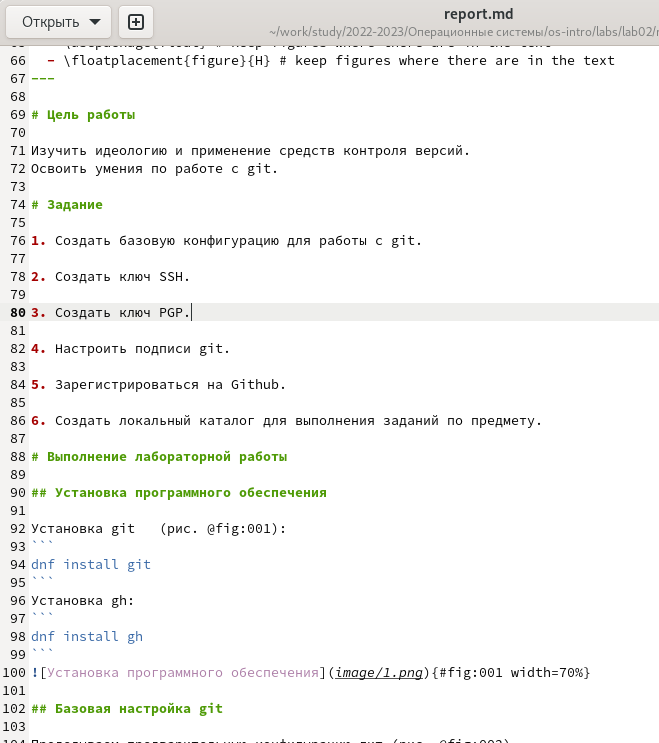 Открыть
report.md
~/work/study/2022-2023/Операционные системы/os-intro/labs/lab02/
66 - \floatplacement{figure}{H} # keep figures where there are in the text
67 ---
68
69 # Цель работы
70
71 Изучить идеологию и применение средств контроля версий.
72 Освоить умения по работе с git.
73
74 # Задание
75
76 1. Создать базовую конфигурацию для работы с git.
77
78 2. Создать ключ SSH.
79
80 3. Создать ключ PGP.
81
82 4. Настроить подписи git.
83
84 5. Зарегистрироваться на Github.
85
86 6. Создать локальный каталог для выполнения заданий по предмету.
87
88 # Выполнение лабораторной работы
89
90 ## Установка программного обеспечения
91
92 Установка git   (рис. @fig:001):
93 ```
94 dnf install git
95 ```
96 Установка gh:
97 ```
98 dnf install gh
99 ```
100 ![Установка программного обеспечения](image/1.png){#fig:001 width=70%}
101
102 ## Базовая настройка git
103